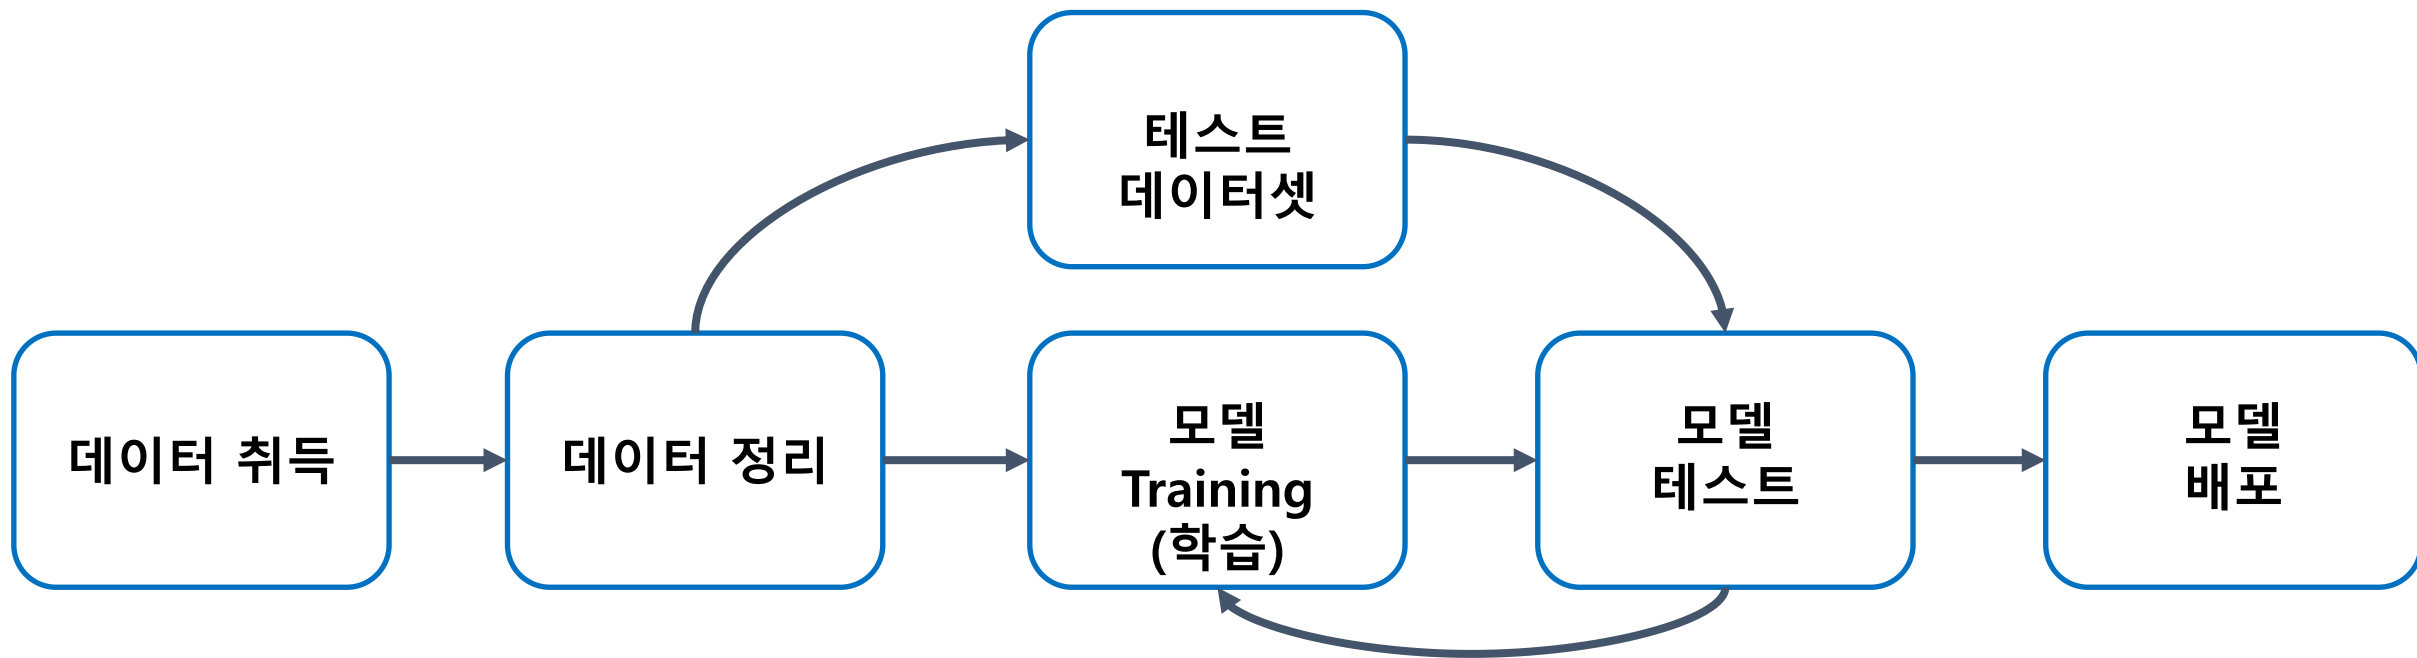 테스트
데이터셋
데이터 취득
데이터 정리
모델
Training
(학습)
모델
테스트
모델
배포